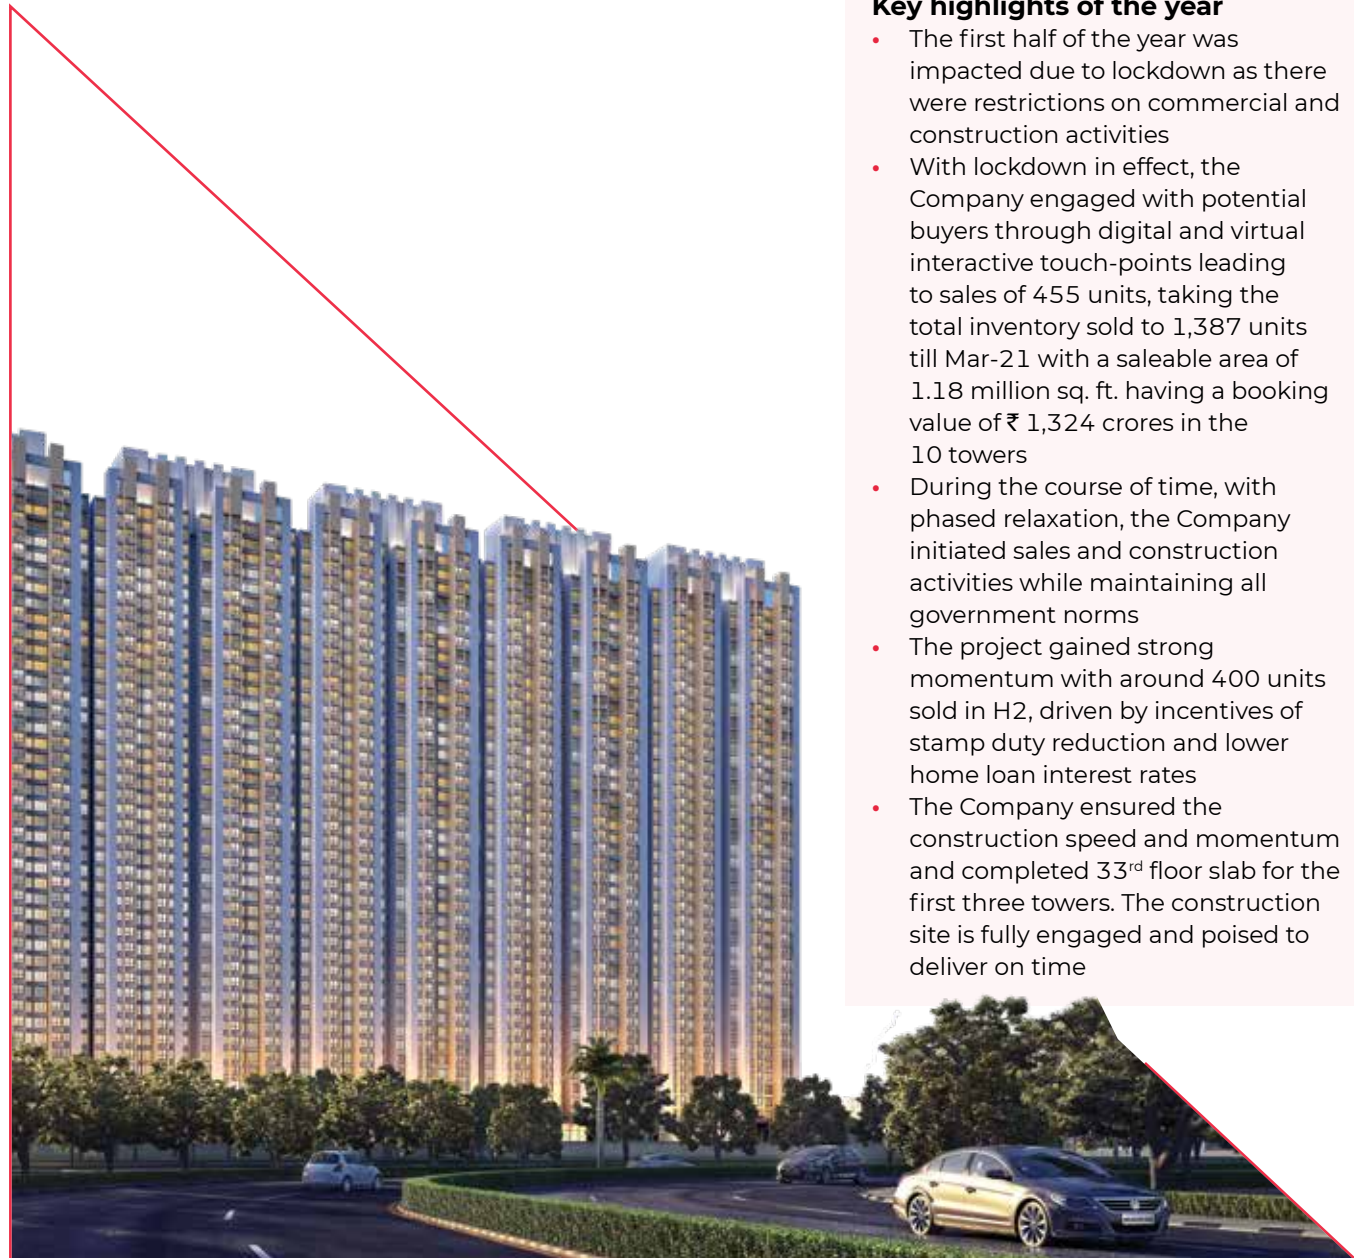 Key highlights of the year
• The first half of the year was
impacted due to lockdown as there
were restrictions on commercial and
construction activities
• With lockdown in effect, the
Company engaged with potential
buyers through digital and virtual
interactive touch-points leading
to sales of 455 units, taking the
total inventory sold to 1,387 units
till Mar-21 with a saleable area of
1.18 million sq. ft. having a booking
value of ₹ 1,324 crores in the
10 towers
• During the course of time, with
phased relaxation, the Company
initiated sales and construction
activities while maintaining all
government norms
• The project gained strong
momentum with around 400 units
sold in H2, driven by incentives of
stamp duty reduction and lower
home loan interest rates
• The Company ensured the
construction speed and momentum
and completed 33rd floor slab for the
first three towers. The construction
site is fully engaged and poised to
deliver on time